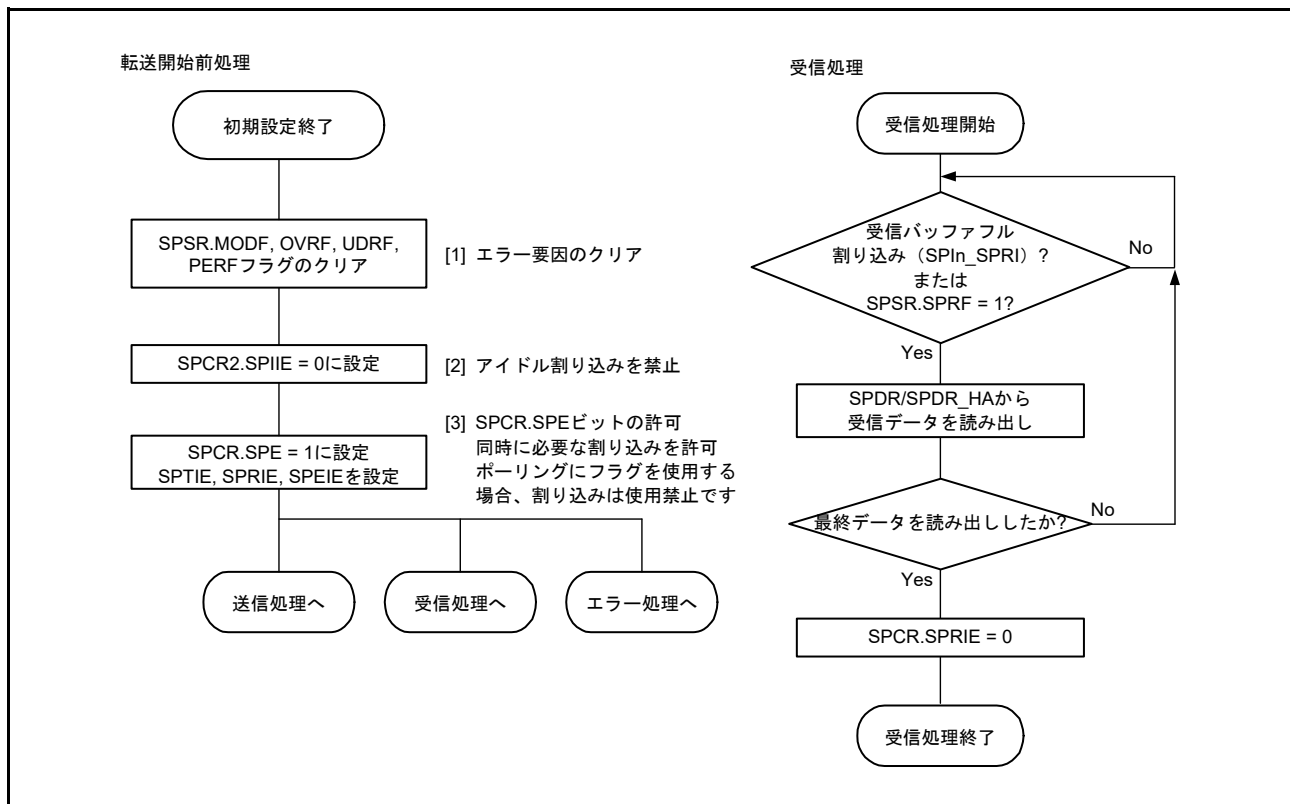 転送開始前処理
初期設定終了
SPSR.MODF, OVRF, UDRF,
PERFフラグのクリア
[1] エラー要因のクリア
SPCR2.SPIIE = 0に設定
[2] アイドル割り込みを禁止
SPCR.SPE = 1に設定
SPTIE, SPRIE, SPEIEを設定
[3] SPCR.SPEビットの許可
同時に必要な割り込みを許可
ポーリングにフラグを使用する
場合、割り込みは使用禁止です
送信処理へ
受信処理へ
エラー処理へ
受信処理
受信処理開始
受信バッファフル
割り込み（SPIn_SPRI）?
または
SPSR.SPRF = 1?
No
Yes
SPDR/SPDR_HAから
受信データを読み出し
最終データを読み出ししたか?
No
Yes
SPCR.SPRIE = 0
受信処理終了